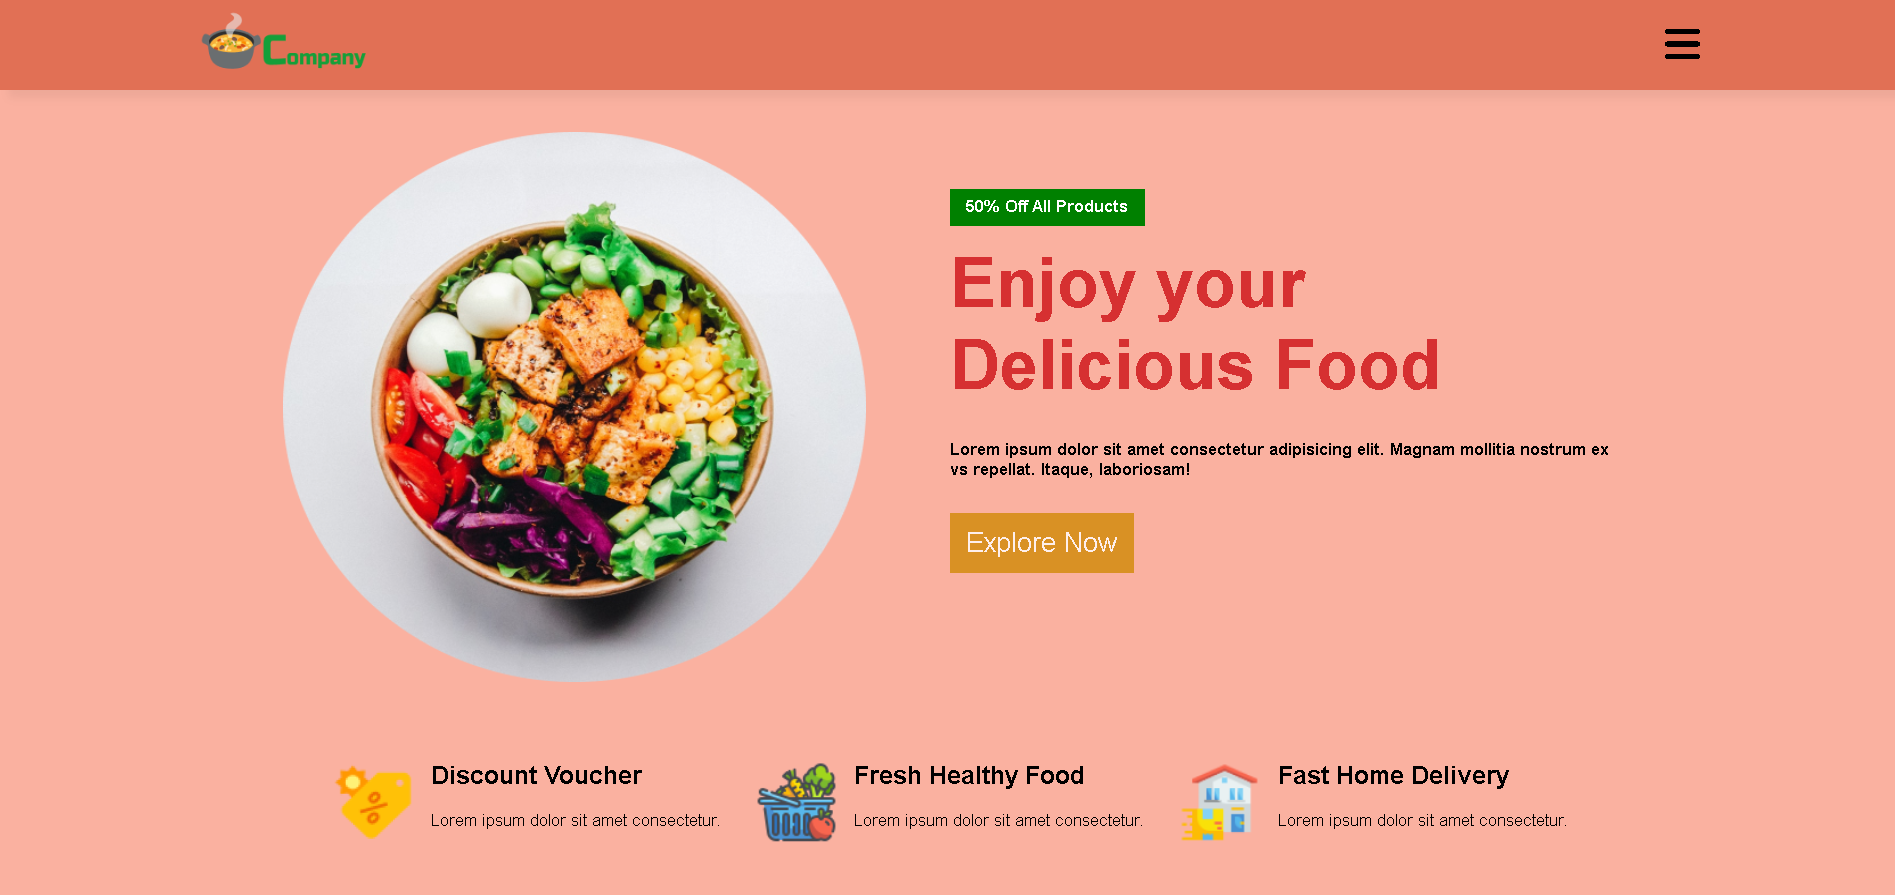 Company
50% Off All Products
Enjoy your
Delicious Food
Lorem ipsum dolor sit amet consectetur adipisicing elit. Magnam mollitia nostrum ex
vs repellat. Itaque, laboriosam!
Explore Now
Discount Voucher
Lorem ipsum dolor sit amet consectetur.
Fresh Healthy Food
Lorem ipsum dolor sit amet consectetur.
Fast Home Delivery
Lorem ipsum dolor sit amet consectetur.